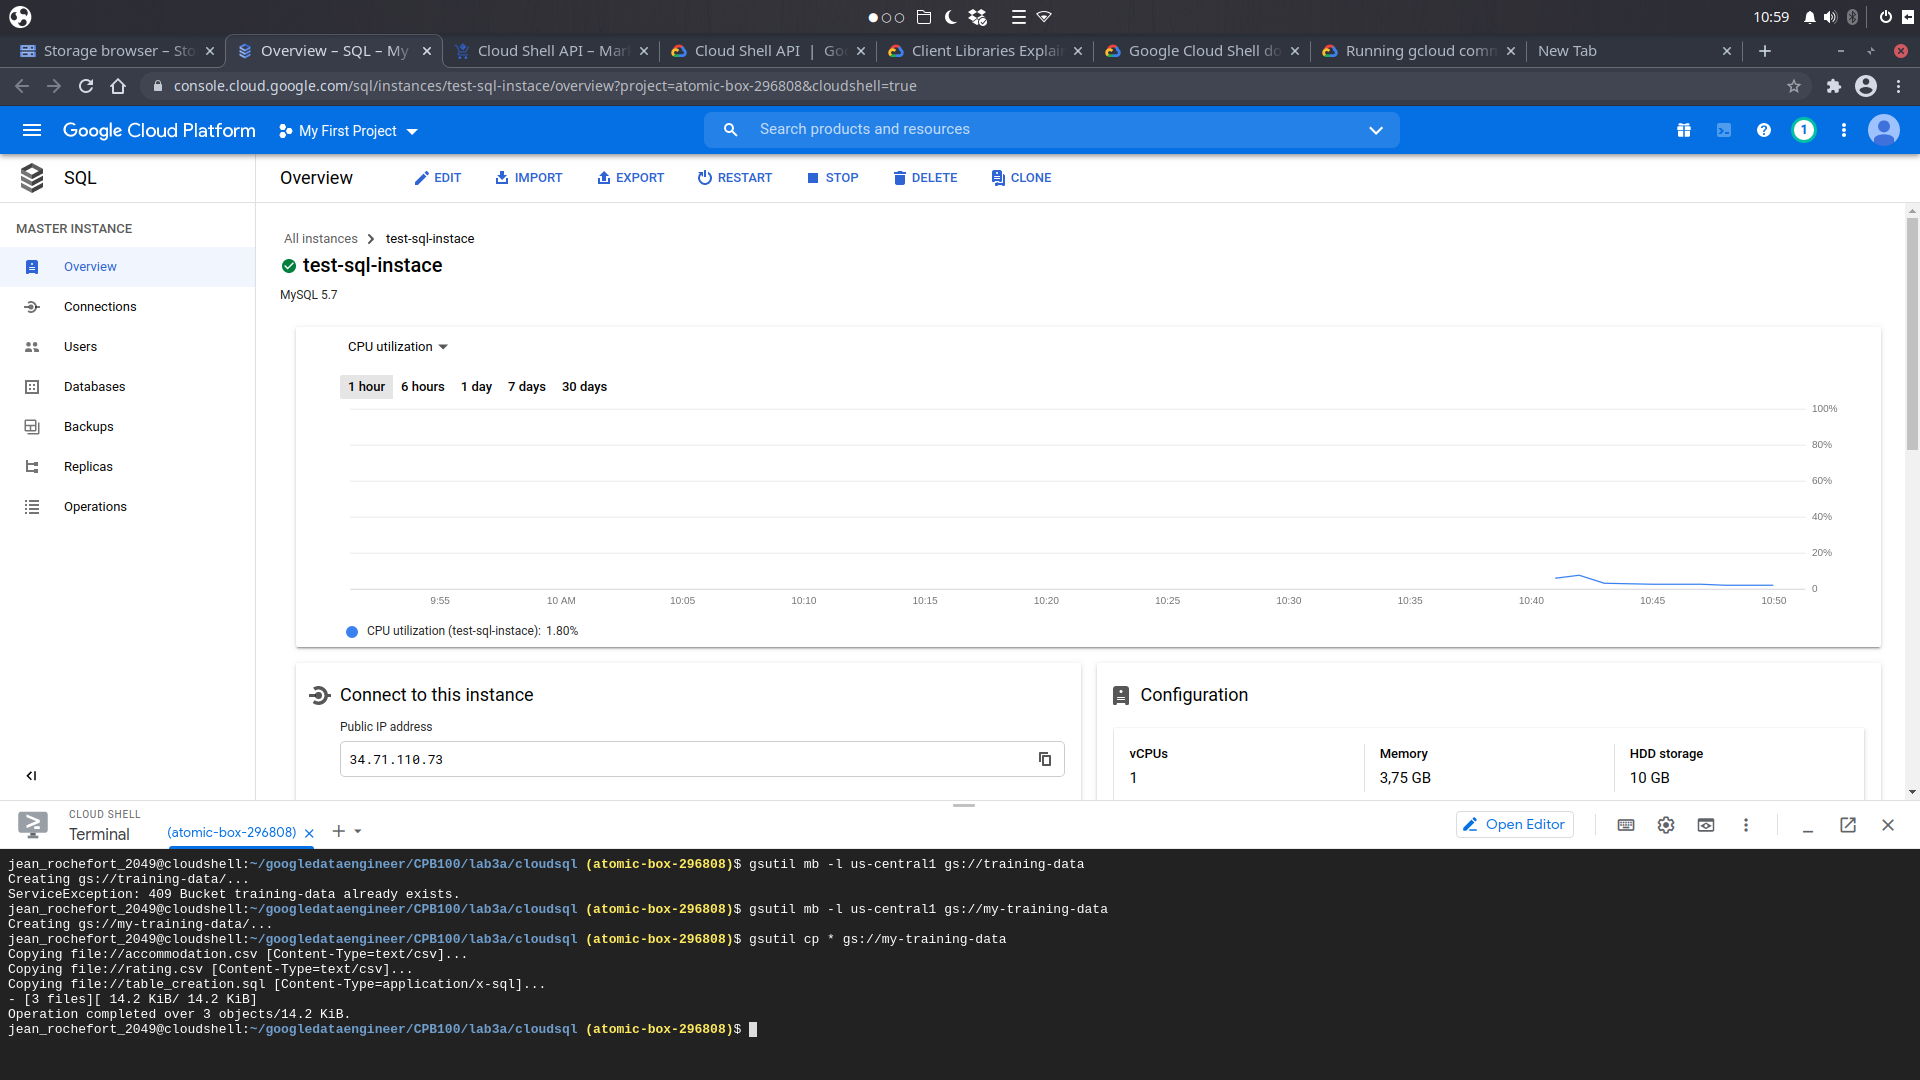 10:59
Storage browser – Sto
Overview – SQL – My
Cloud Shell API – Mar
Cloud Shell API | Goo
Client Libraries Explai
Google Cloud Shell do
Running gcloud comm
New Tab
console.cloud.google.com/sql/instances/test-sql-instace/overview?project=atomic-box-296808&cloudshell=true
Google Cloud Platform
My First Project
Search products and resources
1
SQL
Overview
EDIT
IMPORT
EXPORT
RESTART
STOP
DELETE
CLONE
MASTER INSTANCE
Overview
Connections
Users
Databases
Backups
Replicas
Operations
All instances
test-sql-instace
test-sql-instace
MySQL 5.7
CPU utilization
1 hour
6 hours
1 day
7 days
30 days
100%
80%
60%
40%
20%
0
9:55
10 AM
10:05
10:10
10:15
10:20
10:25
10:30
10:35
10:40
10:45
10:50
CPU utilization (test-sql-instace): 1.80%
Connect to this instance
Public IP address
34.71.110.73
Configuration
vCPUs
1
Memory
3,75 GB
HDD storage
10 GB
CLOUD SHELL
Terminal
(atomic-box-296808)
Open Editor
jean_rochefort_2049@cloudshell:~/googledataengineer/CPB100/lab3a/cloudsql (atomic-box-296808)$ gsutil mb -l us-central1 gs://training-data
Creating gs://training-data/...
ServiceException: 409 Bucket training-data already exists.
jean_rochefort_2049@cloudshell:~/googledataengineer/CPB100/lab3a/cloudsql (atomic-box-296808)$ gsutil mb -l us-central1 gs://my-training-data
Creating gs://my-training-data/...
jean_rochefort_2049@cloudshell:~/googledataengineer/CPB100/lab3a/cloudsql (atomic-box-296808)$ gsutil cp * gs://my-training-data
Copying file://accommodation.csv [Content-Type=text/csv]...
Copying file://rating.csv [Content-Type=text/csv]...
Copying file://table_creation.sql [Content-Type=application/x-sql]...
- [3 files][ 14.2 KiB/ 14.2 KiB]
Operation completed over 3 objects/14.2 KiB.
jean_rochefort_2049@cloudshell:~/googledataengineer/CPB100/lab3a/cloudsql (atomic-box-296808)$